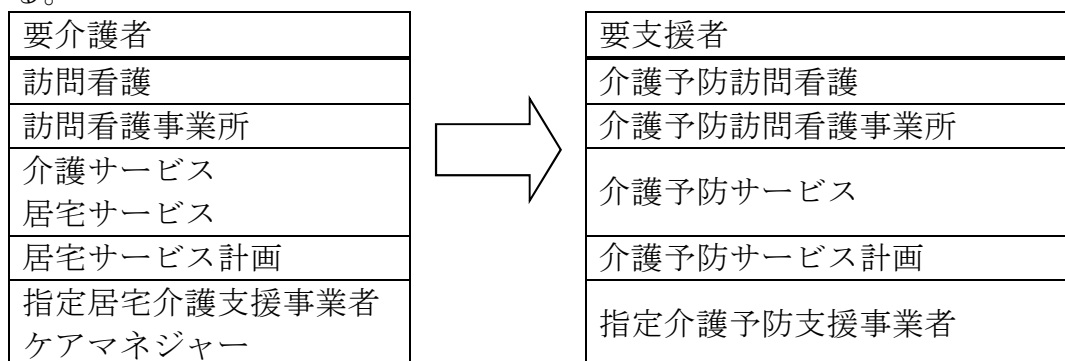 る。
要介護者
訪問看護
訪問看護事業所
介護サービス
居宅サービス
居宅サービス計画
指定居宅介護支援事業者
ケアマネジャー
要支援者
介護予防訪問看護
介護予防訪問看護事業所
介護予防サービス
介護予防サービス計画
指定介護予防支援事業者